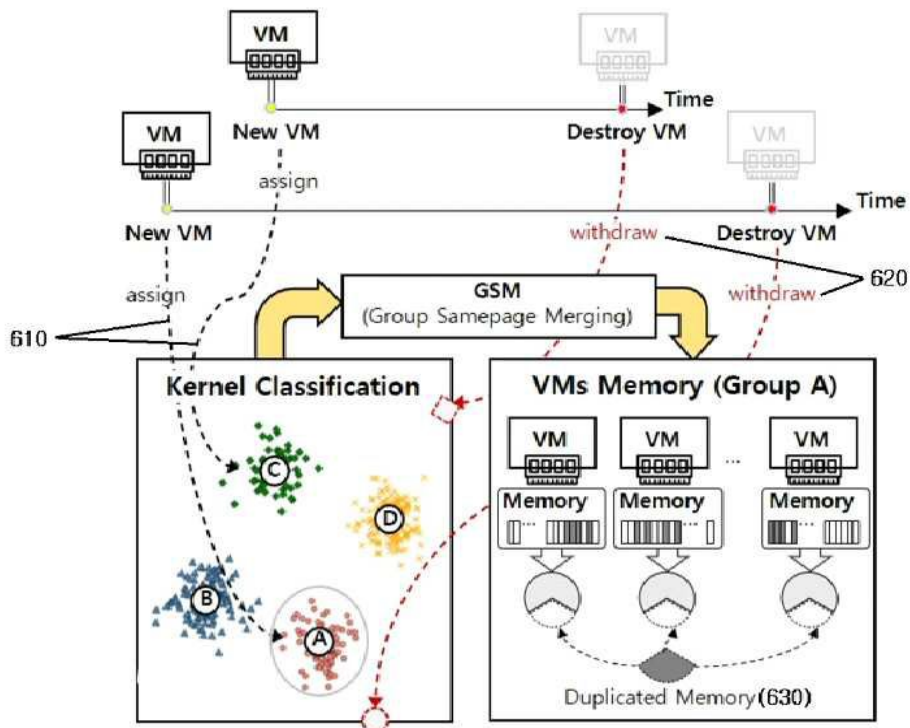 VM
VM
Time
New VM
Destroy VM
VM
VM
assign
Time
New VM
withdraw
Destroy VM
620
assign
GSM
(Group Samepage Merging)
withdraw
610
Kernel Classification
VMs Memory (Group A)
VM
VM
...
VM
C
Memory
Memory
Memory
...
...
...
D
B
A
Duplicated Memory(630)